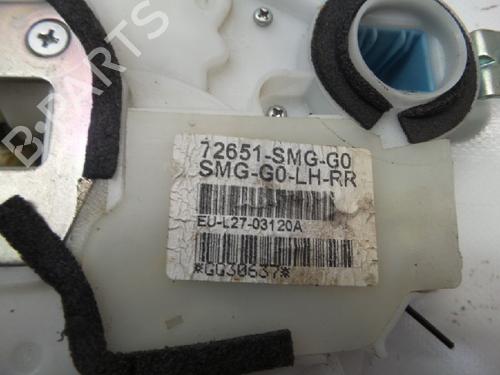 B-PARTS
72651-SMG-G0
SMG-G0-LH-RR
EU-L27-03120A
*GG30637*